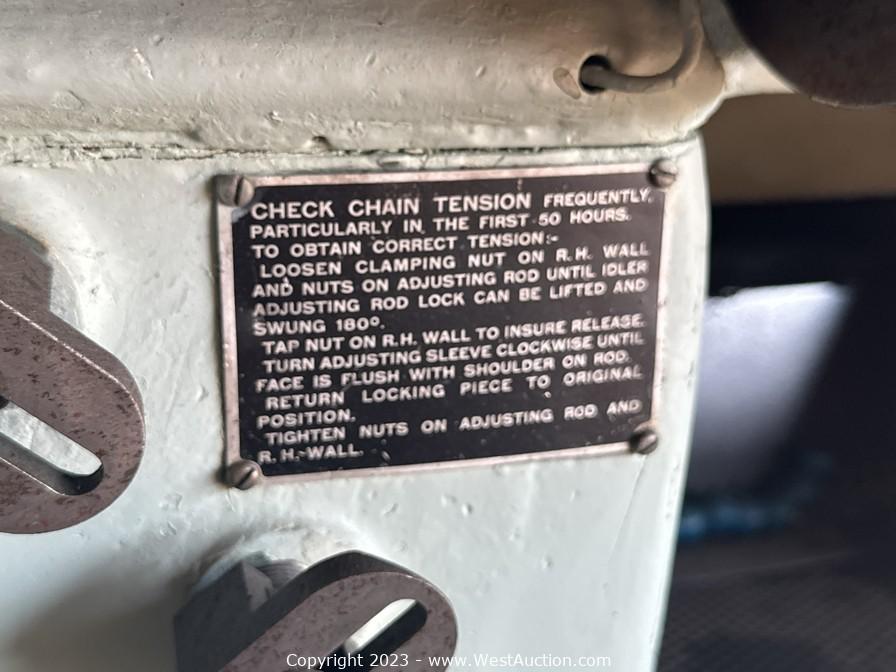 CHECK CHAIN TENSION FREQUENTLY,
PARTICULARLY IN THE FIRST 50 HOURS.
TO OBTAIN CORRECT TENSION:-
LOOSEN CLAMPING NUT ON R.H. WALL
AND NUTS ON ADJUSTING ROD UNTIL IDLER
ADJUSTING ROD LOCK CAN BE LIFTED AND
SWUNG 180°.
TAP NUT ON R.H. WALL TO INSURE RELEASE.
TURN ADJUSTING SLEEVE CLOCKWISE UNTIL
FACE IS FLUSH WITH SHOULDER ON ROD.
RETURN LOCKING PIECE TO ORIGINAL
POSITION.
TIGHTEN NUTS ON ADJUSTING ROD AND
R.H.-WALL.
Copyright 2023 - www.WestAuction.com